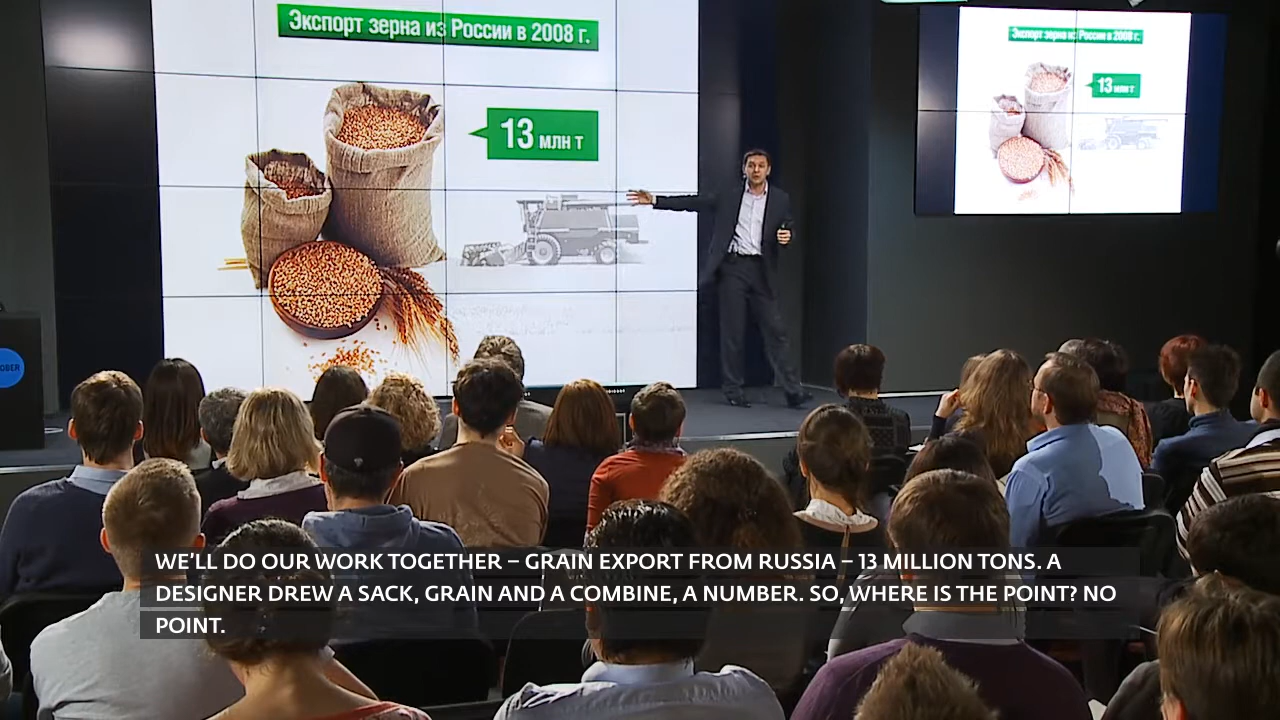 Экспорт зерна из России в 2008 г.
13 млн т
Экспорт зерна из России в 2008 г.
13 млн т
OBER
WE'LL DO OUR WORK TOGETHER – GRAIN EXPORT FROM RUSSIA – 13 MILLION TONS. A
DESIGNER DREW A SACK, GRAIN AND A COMBINE, A NUMBER. SO, WHERE IS THE POINT? NO
POINT.